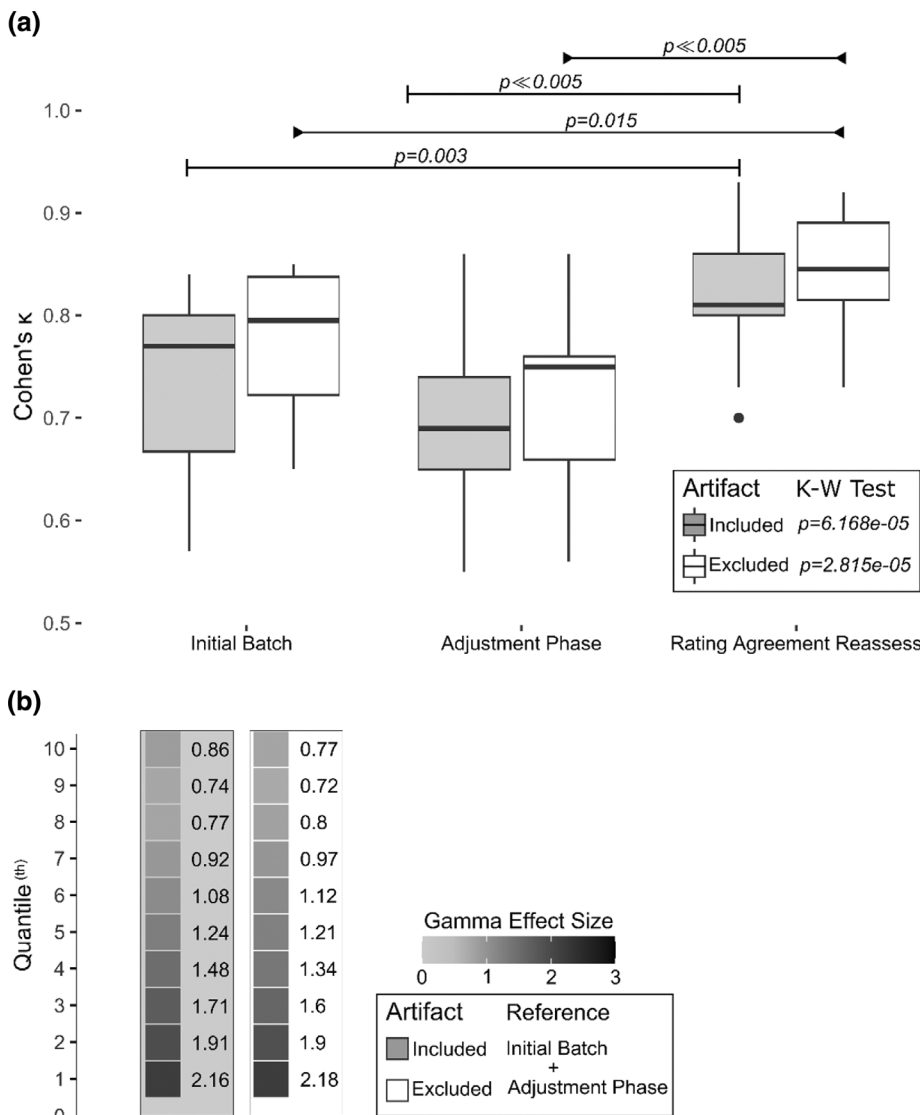 (a)
p≪0.005
p≪0.005
p=0.015
p=0.003
1.0
0.9
0.8
0.7
0.6
0.5
Cohen's κ
Artifact K-W Test
Included p=6.168e-05
Excluded p=2.815e-05
Initial Batch Adjustment Phase Rating Agreement Reassess
(b)
Quantile (th)
10 0.86 0.77
9 0.74 0.72
8 0.77 0.8
7 0.92 0.97
6 1.08 1.12
5 1.24 1.21
4 1.48 1.34
3 1.71 1.6
2 1.91 1.9
1 2.16 2.18
0
Gamma Effect Size
0 1 2 3
Artifact Reference
Included Initial Batch
+
Excluded Adjustment Phase